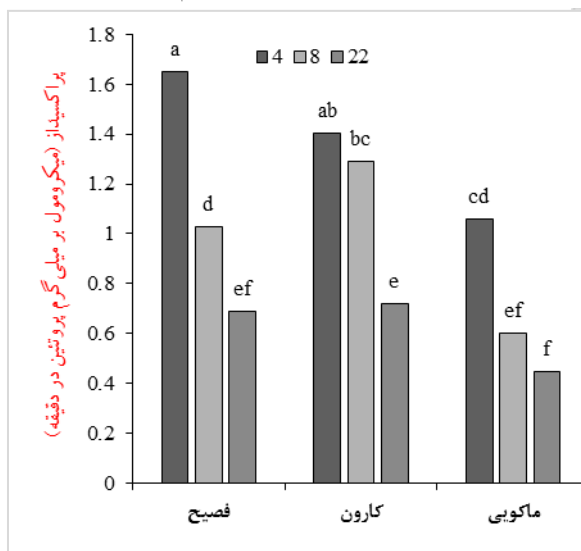 پراکسیداز (میکرومول بر میلی گرم پروتئین در دقیقه)
1.8
1.6
1.4
1.2
1
0.8
0.6
0.4
0.2
0
4 8 22
a
d
ef
ab
bc
e
cd
ef
f
فصیح
کارون
ماکویی